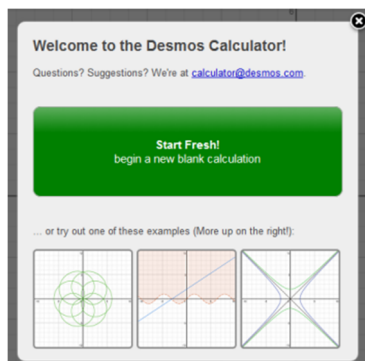 Welcome to the Desmos Calculator!
Questions? Suggestions? We're at calculator@desmos.com.
Start Fresh!
begin a new blank calculation
... or try out one of these examples (More up on the right!):